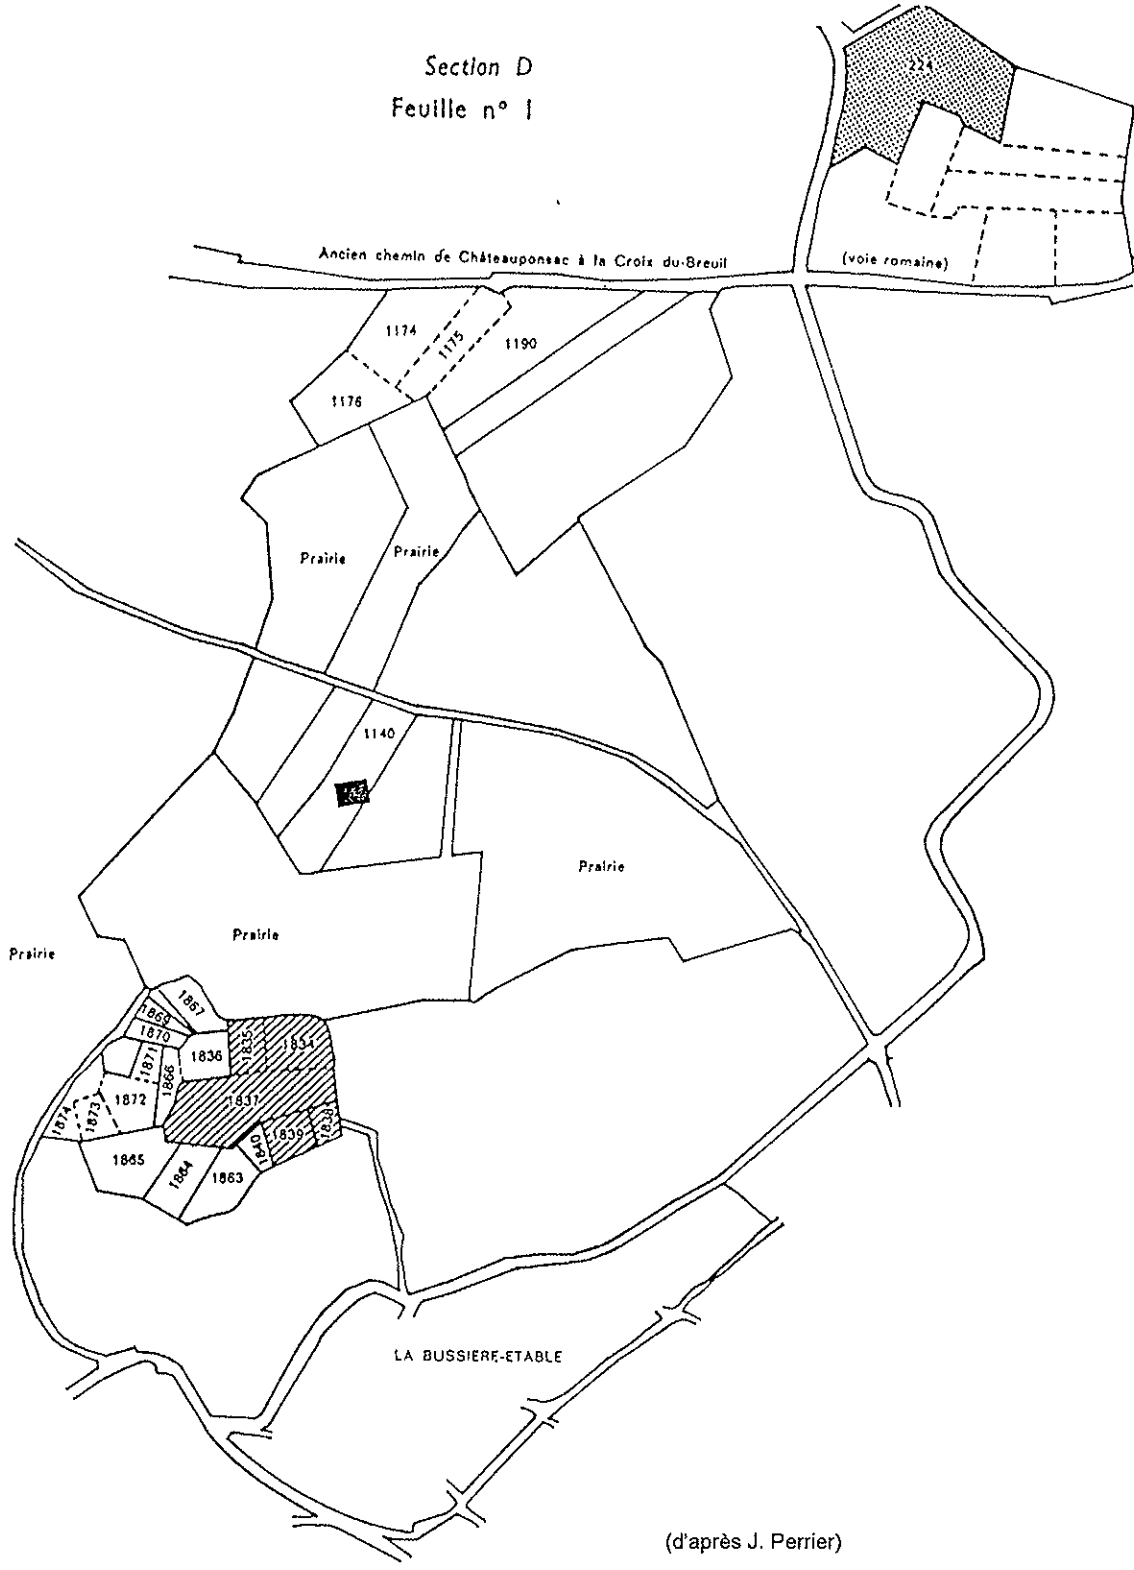 Section D
Feuille n° 1
224
Ancien chemin de Châteauponsac à la Croix du-Breuil
(voie romaine)
1174
1175
1190
1176
Prairie
Prairie
1140
Prairie
Prairie
Prairie
1867
1869
1870
1835
1834
1836
1871
1866
1837
1872
1874
1873
1838
1839
1840
1865
1864
1863
LA BUSSIERE-ETABLE
(d'après J. Perrier)